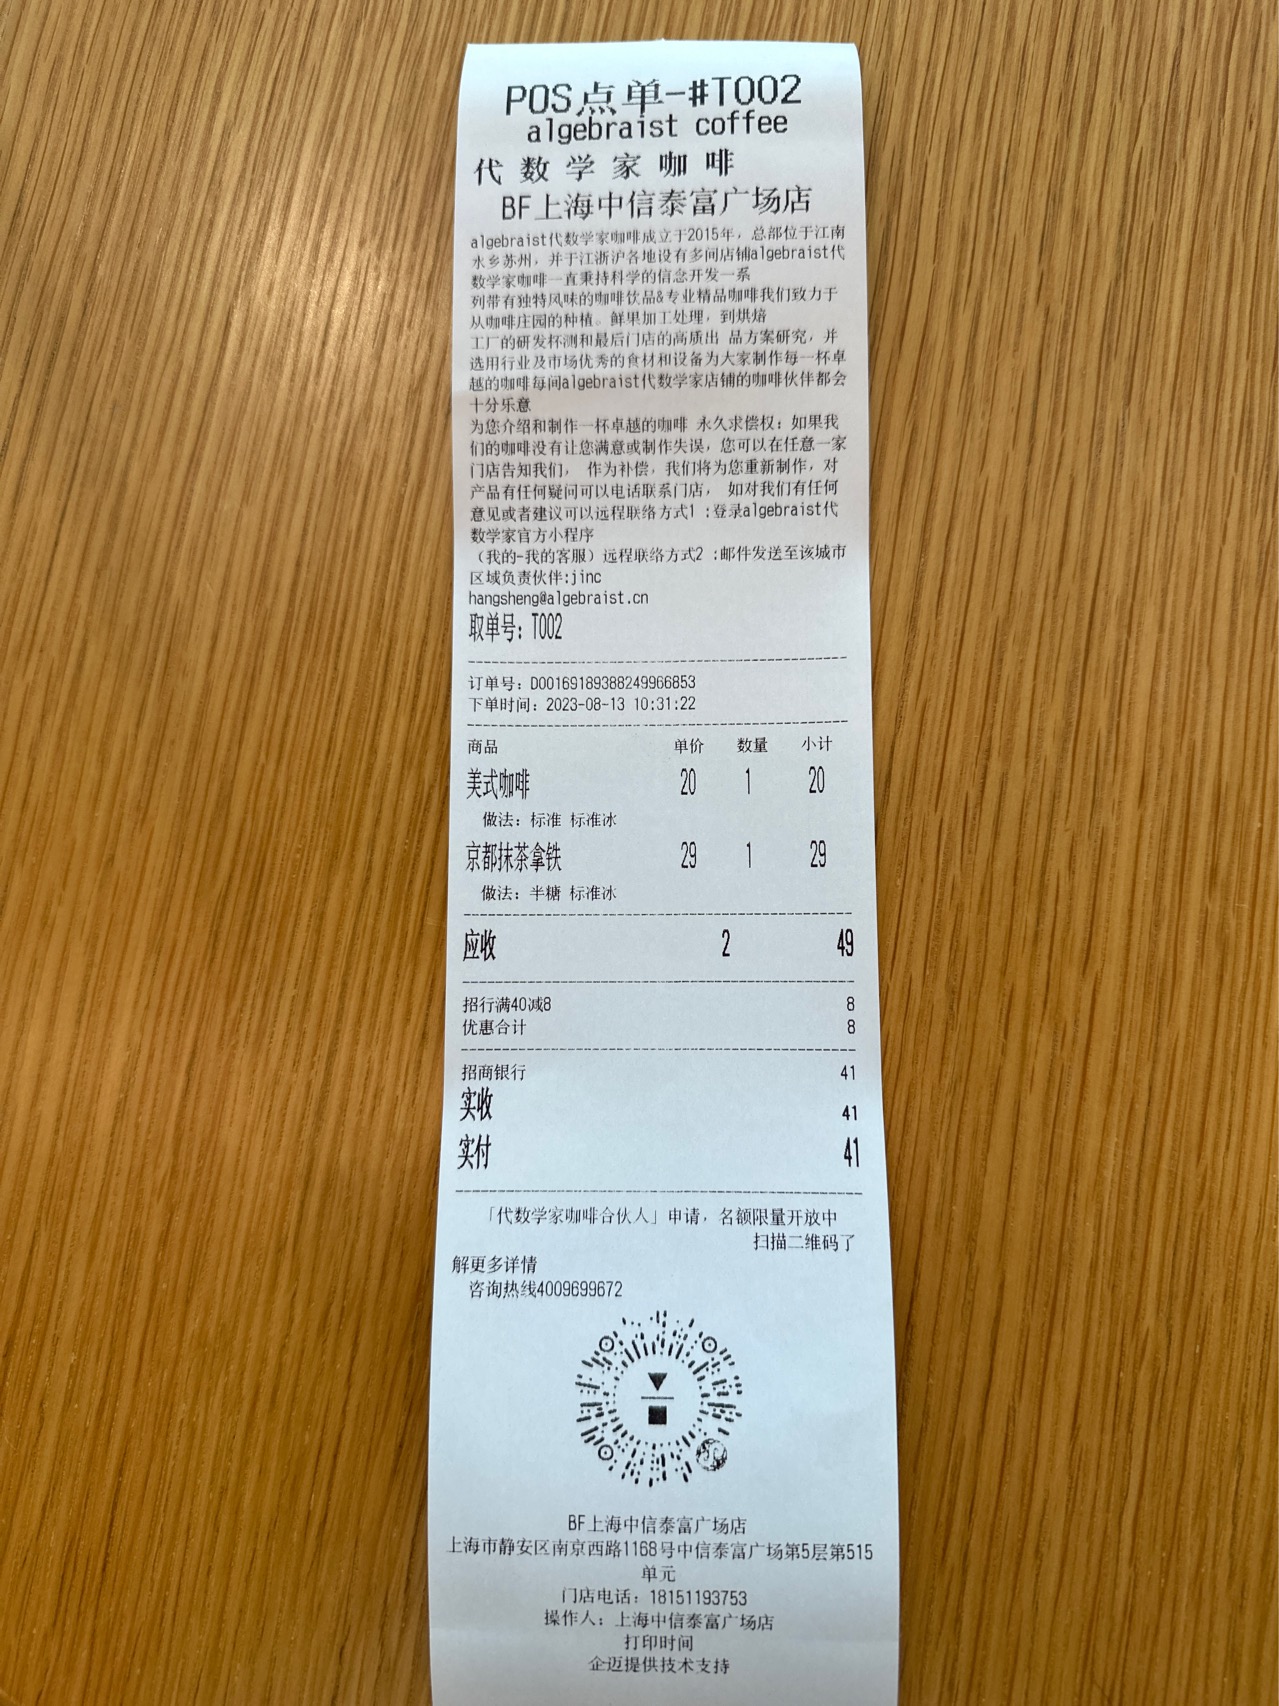 POS点单-#T002
algebraist coffee
代数学家咖啡
BF上海中信泰富广场店
algebraist代数学家咖啡成立于2015年，总部位于江南
水乡苏州，并于江浙沪各地设有多间店铺algebraist代
数学家咖啡一直秉持科学的信念开发一系
列带有独特风味的咖啡饮品&专业精品咖啡我们致力于
从咖啡庄园的种植。鲜果加工处理，到烘焙
工厂的研发杯测和最后门店的高质出 品方案研究，并
选用行业及市场优秀的食材和设备为大家制作每一杯卓
越的咖啡每间algebraist代数学家店铺的咖啡伙伴都会
十分乐意
为您介绍和制作一杯卓越的咖啡 永久求偿权：如果我
们的咖啡没有让您满意或制作失误，您可以在任意一家
门店告知我们， 作为补偿，我们将为您重新制作，对
产品有任何疑问可以电话联系门店， 如对我们有任何
意见或者建议可以远程联络方式1 :登录algebraist代
数学家官方小程序
（我的-我的客服）远程联络方式2 :邮件发送至该城市
区域负责伙伴:jinc
hangsheng@algebraist.cn
取单号：T002
订单号：D00169189388249966853
下单时间：2023-08-13 10:31:22
商品 单价 数量 小计
美式咖啡 20 1 20
做法：标准 标准冰
京都抹茶拿铁 29 1 29
做法：半糖 标准冰
应收 2 49
招行满40减8 8
优惠合计 8
招商银行 41
实收 41
实付 41
「代数学家咖啡合伙人」申请，名额限量开放中
扫描二维码了
解更多详情
咨询热线4009699672
BF上海中信泰富广场店
上海市静安区南京西路1168号中信泰富广场第5层第515
单元
门店电话：18151193753
操作人：上海中信泰富广场店
打印时间
企迈提供技术支持